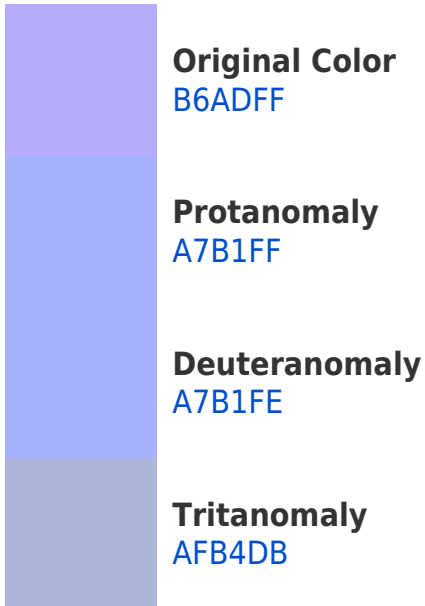 Original Color
B6ADFF
Protanomaly
A7B1FF
Deuteranomaly
A7B1FE
Tritanomaly
AFB4DB